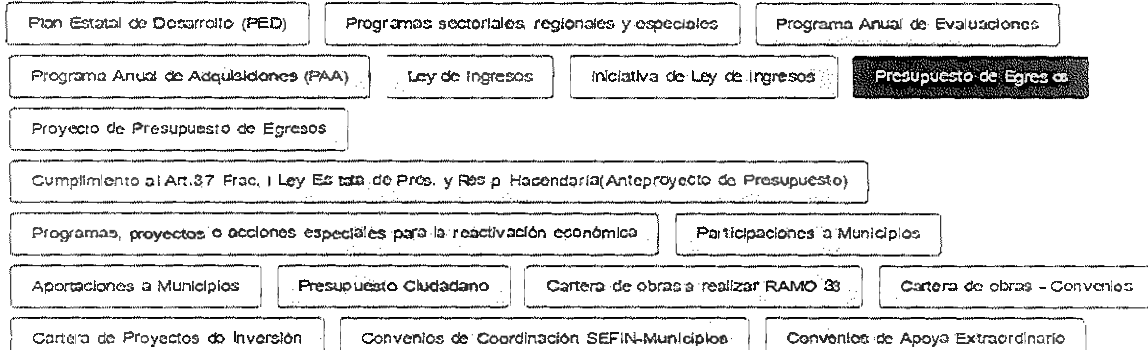 Plan Estatal de Desarrollo (PED) Programas sectoriales, regionales y especiales Programa Anual de Evaluaciones
Programa Anual de Adquisiciones (PAA) Ley de Ingresos Iniciativa de Ley de Ingresos Presupuesto de Egresos
Proyecto de Presupuesto de Egresos
Cumplimiento al Art.37 Frac. I Ley Estata de Pres. y Resp Hacendaria(Anteproyecto de Presupuesto)
Programas, proyectos o acciones especiales para la reactivación económica Participaciones a Municipios
Aportaciones a Municipios Presupuesto Ciudadano Cartera de obras a realizar RAMO 33 Cartera de obras - Convenios
Cartera de Proyectos de Inversión Convenios de Coordinación SEFIN-Municipios Convenios de Apoyo Extraordinario